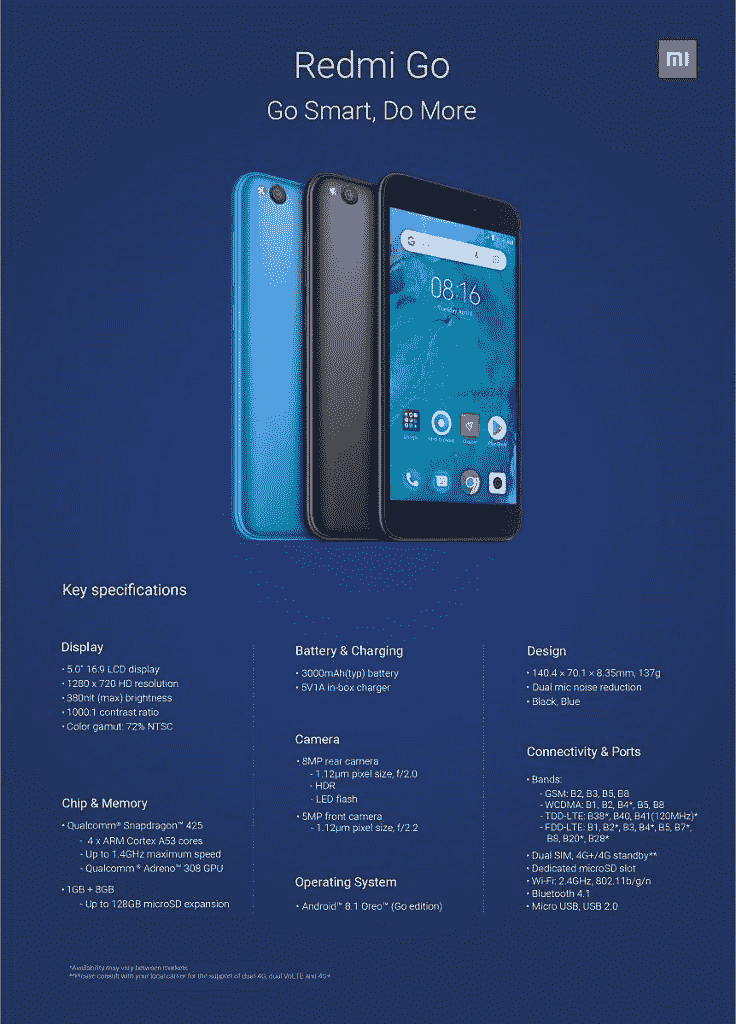 Redmi Go
mi
Go Smart, Do More
08:16
Tuesday, April
Google
Play Store
Key specifications
Display
• 5.0" 16:9 LCD display
• 1280 x 720 HD resolution
• 380nit (max) brightness
• 1000:1 contrast ratio
• Color gamut: 72% NTSC
Chip & Memory
• Qualcomm® Snapdragon™ 425
- 4 x ARM Cortex A53 cores
- Up to 1.4GHz maximum speed
- Qualcomm® Adreno™ 308 GPU
• 1GB + 8GB
- Up to 128GB microSD expansion
Battery & Charging
• 3000mAh(typ) battery
• 5V1A in-box charger
Camera
• 8MP rear camera
- 1.12μm pixel size, f/2.0
- HDR
- LED flash
• 5MP front camera
- 1.12μm pixel size, f/2.2
Operating System
• Android™ 8.1 Oreo™ (Go edition)
Design
• 140.4 x 70.1 x 8.35mm, 137g
• Dual mic noise reduction
• Black, Blue
Connectivity & Ports
• Bands:
- GSM: B2, B3, B5, B8
- WCDMA: B1, B2, B4*, B5, B8
- TDD-LTE: B38*, B40, B41(120MHz)*
- FDD-LTE: B1, B2*, B3, B4*, B5, B7*,
B8, B20*, B28*
• Dual SIM, 4G+/4G standby**
• Dedicated microSD slot
• Wi-Fi: 2.4GHz, 802.11b/g/n
• Bluetooth 4.1
• Micro USB, USB 2.0
*Availability may vary between markets
**Please consult with your local carrier for the support of dual 4G, dual VoLTE and 4G+